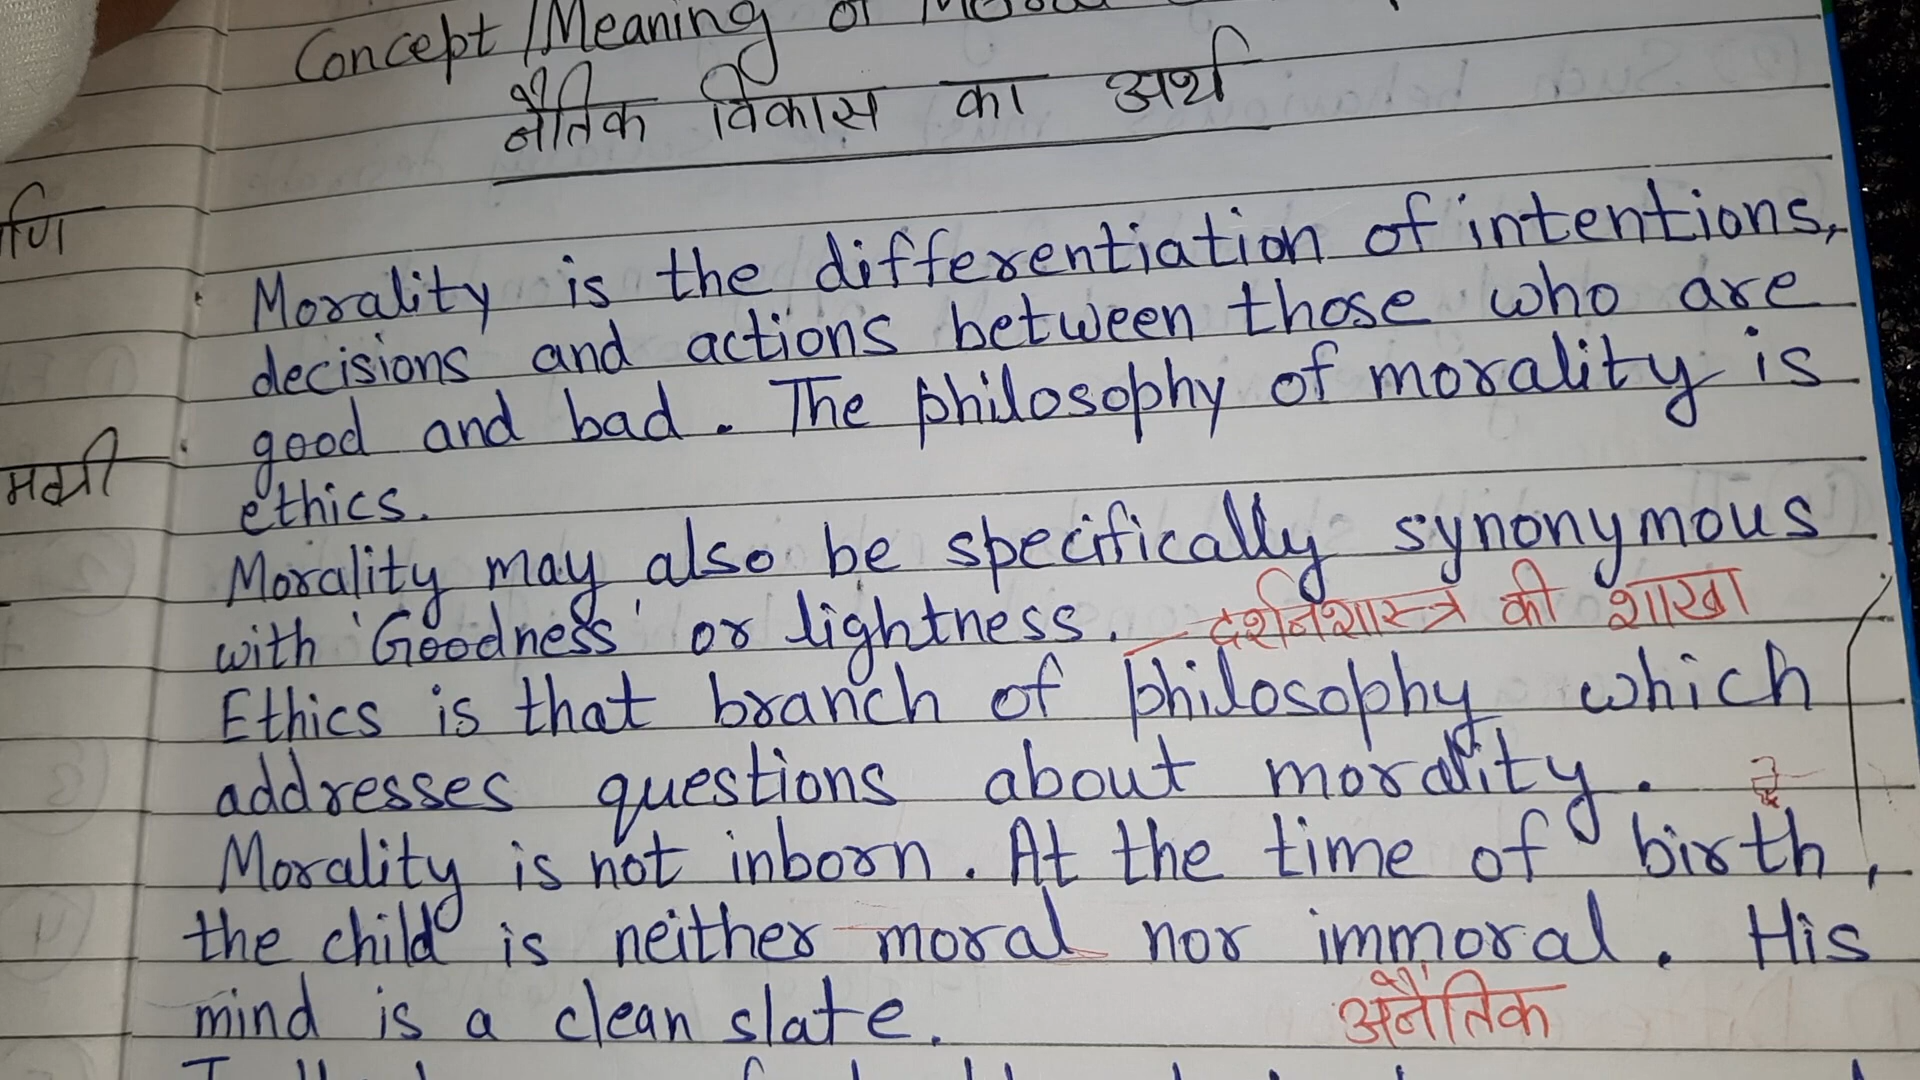 Concept / Meaning of
नैतिक विकास का अर्थ
Morality is the differentiation of intentions,
decisions and actions between those who are
good and bad. The philosophy of morality is
ethics.
Morality may also be specifically synonymous
with 'Goodness' or lightness.
दर्शनशास्त्र की शाखा
Ethics is that branch of philosophy which
addresses questions about morality.
Morality is not inborn. At the time of birth,
the child is neither moral nor immoral. His
अनैतिक
mind is a clean slate.